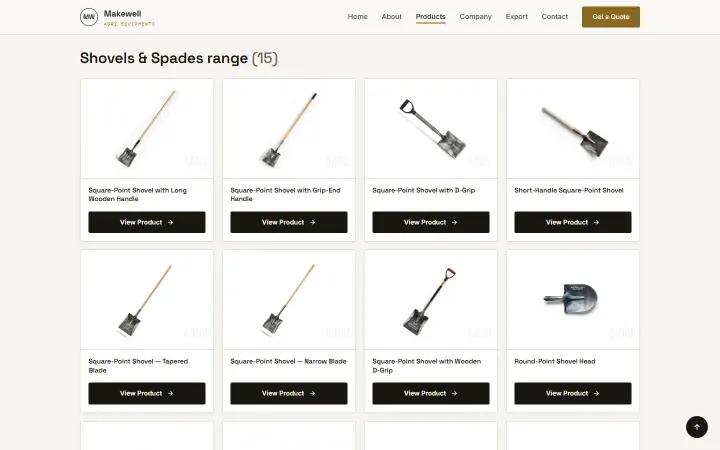 MW
Makewell
AGRI EQUIPMENTS
Home
About
Products
Company
Export
Contact
Get a Quote
Shovels & Spades range (15)
Square-Point Shovel with Long
Wooden Handle
View Product →
Square-Point Shovel with Grip-End
Handle
View Product →
Square-Point Shovel with D-Grip
View Product →
Short-Handle Square-Point Shovel
View Product →
Square-Point Shovel — Tapered
Blade
View Product →
Square-Point Shovel — Narrow Blade
View Product →
Square-Point Shovel with Wooden
D-Grip
View Product →
Round-Point Shovel Head
View Product →